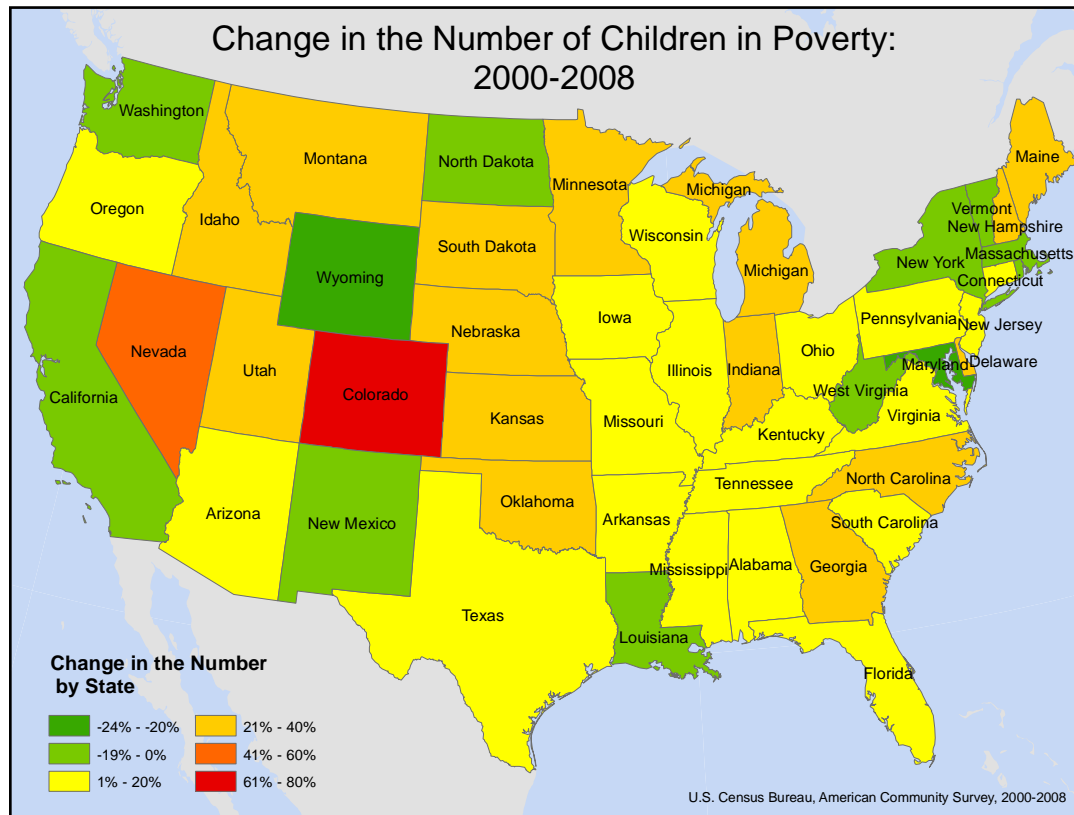 Change in the Number of Children in Poverty:
2000-2008
Washington
Montana
North Dakota
Minnesota
Michigan
Maine
Oregon
Idaho
South Dakota
Wisconsin
Michigan
Vermont
New Hampshire
Massachusetts
New York
Connecticut
Wyoming
Nebraska
Iowa
Pennsylvania
New Jersey
Nevada
Utah
Colorado
Illinois
Indiana
Ohio
Maryland
Delaware
West Virginia
Virginia
California
Kansas
Missouri
Kentucky
Tennessee
North Carolina
Arizona
New Mexico
Oklahoma
Arkansas
South Carolina
Mississippi
Alabama
Georgia
Texas
Louisiana
Florida
Change in the Number
by State
-24% - -20%
-19% - 0%
1% - 20%
21% - 40%
41% - 60%
61% - 80%
U.S. Census Bureau, American Community Survey, 2000-2008